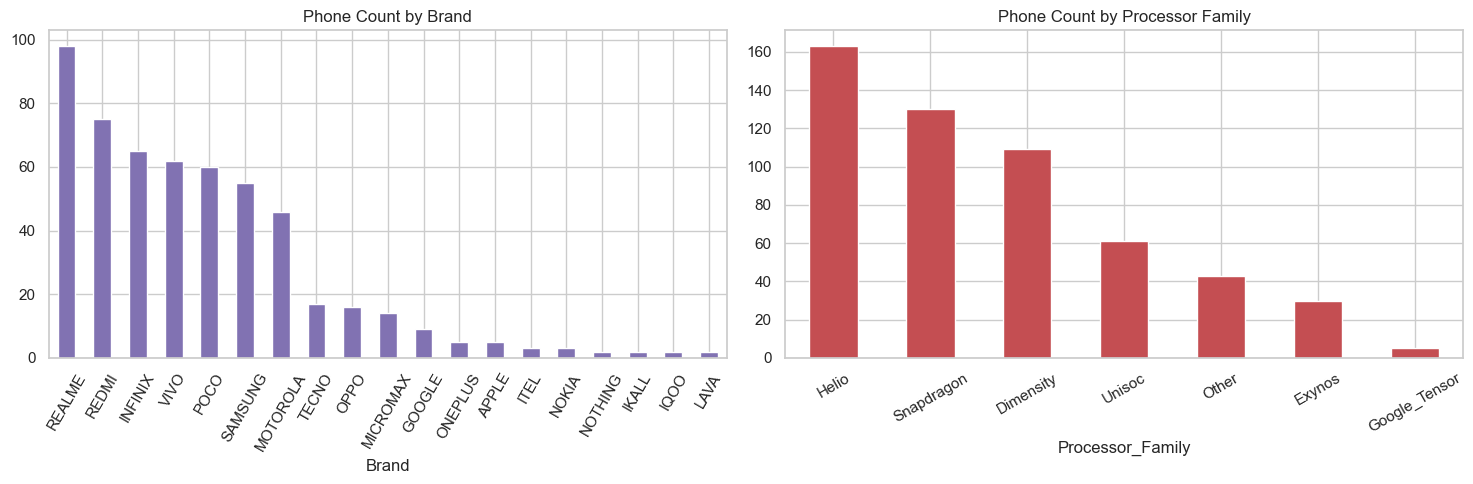 Phone Count by Brand
100
80
60
40
20
0
REALME
REDMI
INFINIX
VIVO
POCO
SAMSUNG
MOTOROLA
TECNO
OPPO
MICROMAX
GOOGLE
ONEPLUS
APPLE
ITEL
NOKIA
NOTHING
IKALL
IQOO
LAVA
Brand
Phone Count by Processor Family
160
140
120
100
80
60
40
20
0
Helio
Snapdragon
Dimensity
Unisoc
Other
Exynos
Google_Tensor
Processor_Family